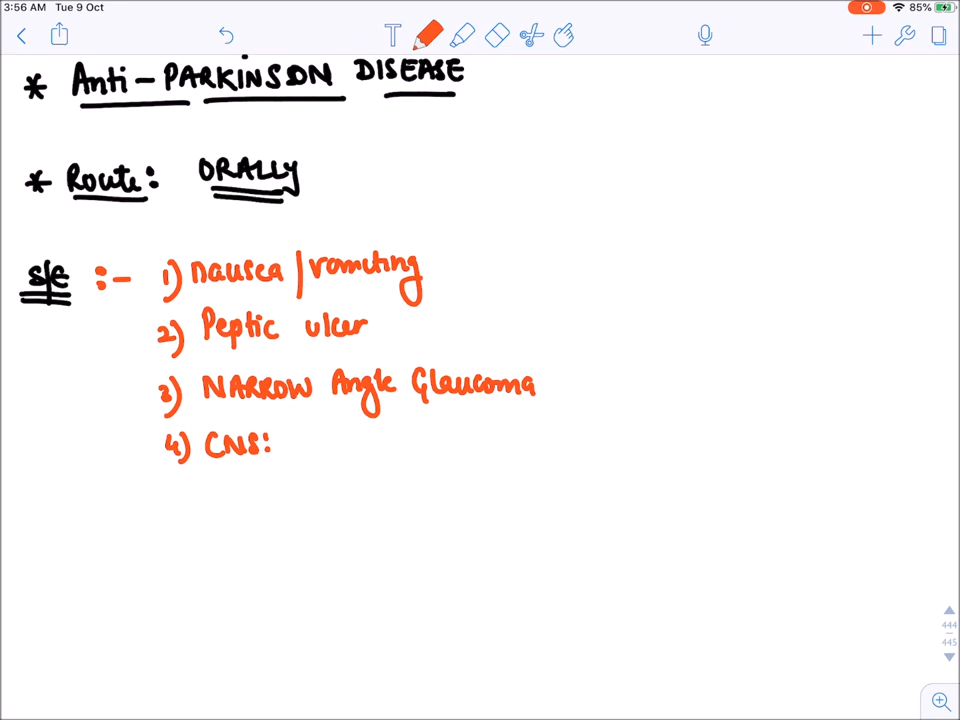 3:56 AM Tue 9 Oct 85%
T
* Anti-PARKINSON DISEASE
* Route: ORALLY
S/E :- 1) Nausea/vomiting
2) Peptic ulcer
3) NARROW Angle Glaucoma
4) CNS:
444
445